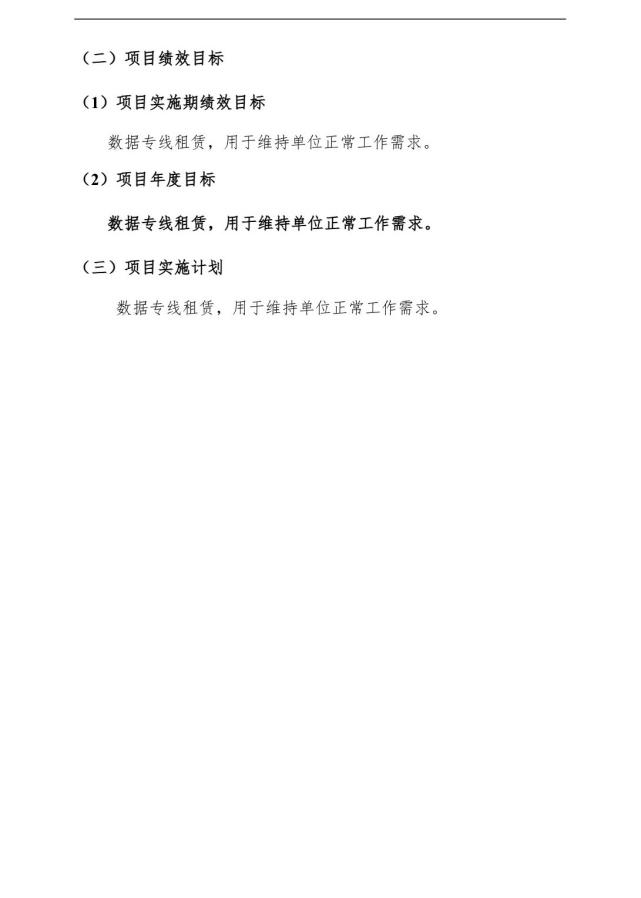 （二）项目绩效目标
（1）项目实施期绩效目标
数据专线租赁，用于维持单位正常工作需求。
（2）项目年度目标
数据专线租赁，用于维持单位正常工作需求。
（三）项目实施计划
数据专线租赁，用于维持单位正常工作需求。